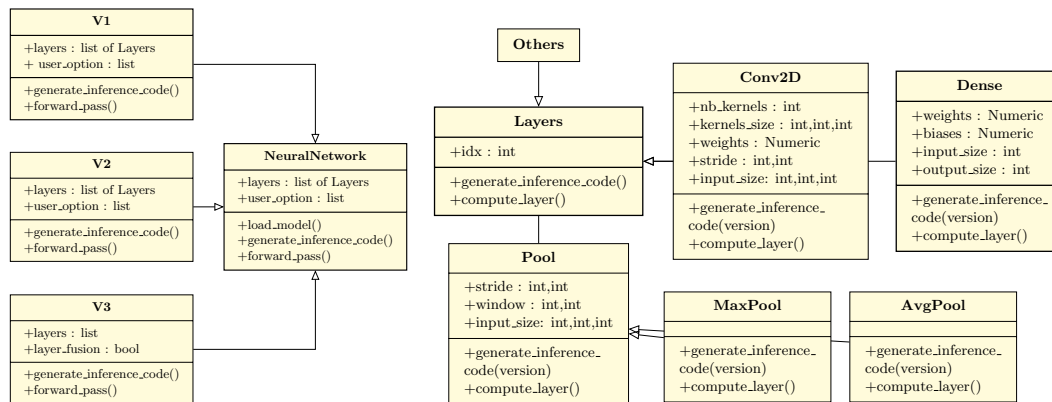 V1
+layers : list of Layers
+ user_option : list
+generate_inference_code()
+forward_pass()
V2
+layers : list of Layers
+user_option : list
+generate_inference_code()
+forward_pass()
V3
+layers : list
+layer_fusion : bool
+generate_inference_code()
+forward_pass()
NeuralNetwork
+layers : list of Layers
+user_option : list
+load_model()
+generate_inference_code()
+forward_pass()
Others
Layers
+idx : int
+generate_inference_code()
+compute_layer()
Conv2D
+nb_kernels : int
+kernels_size : int,int,int
+weights : Numeric
+stride : int,int
+input_size: int,int,int
+generate_inference_
code(version)
+compute_layer()
Dense
+weights : Numeric
+biases : Numeric
+input_size : int
+output_size : int
+generate_inference_
code(version)
+compute_layer()
Pool
+stride : int,int
+window : int,int
+input_size: int,int,int
+generate_inference_
code(version)
+compute_layer()
MaxPool
+generate_inference_
code(version)
+compute_layer()
AvgPool
+generate_inference_
code(version)
+compute_layer()